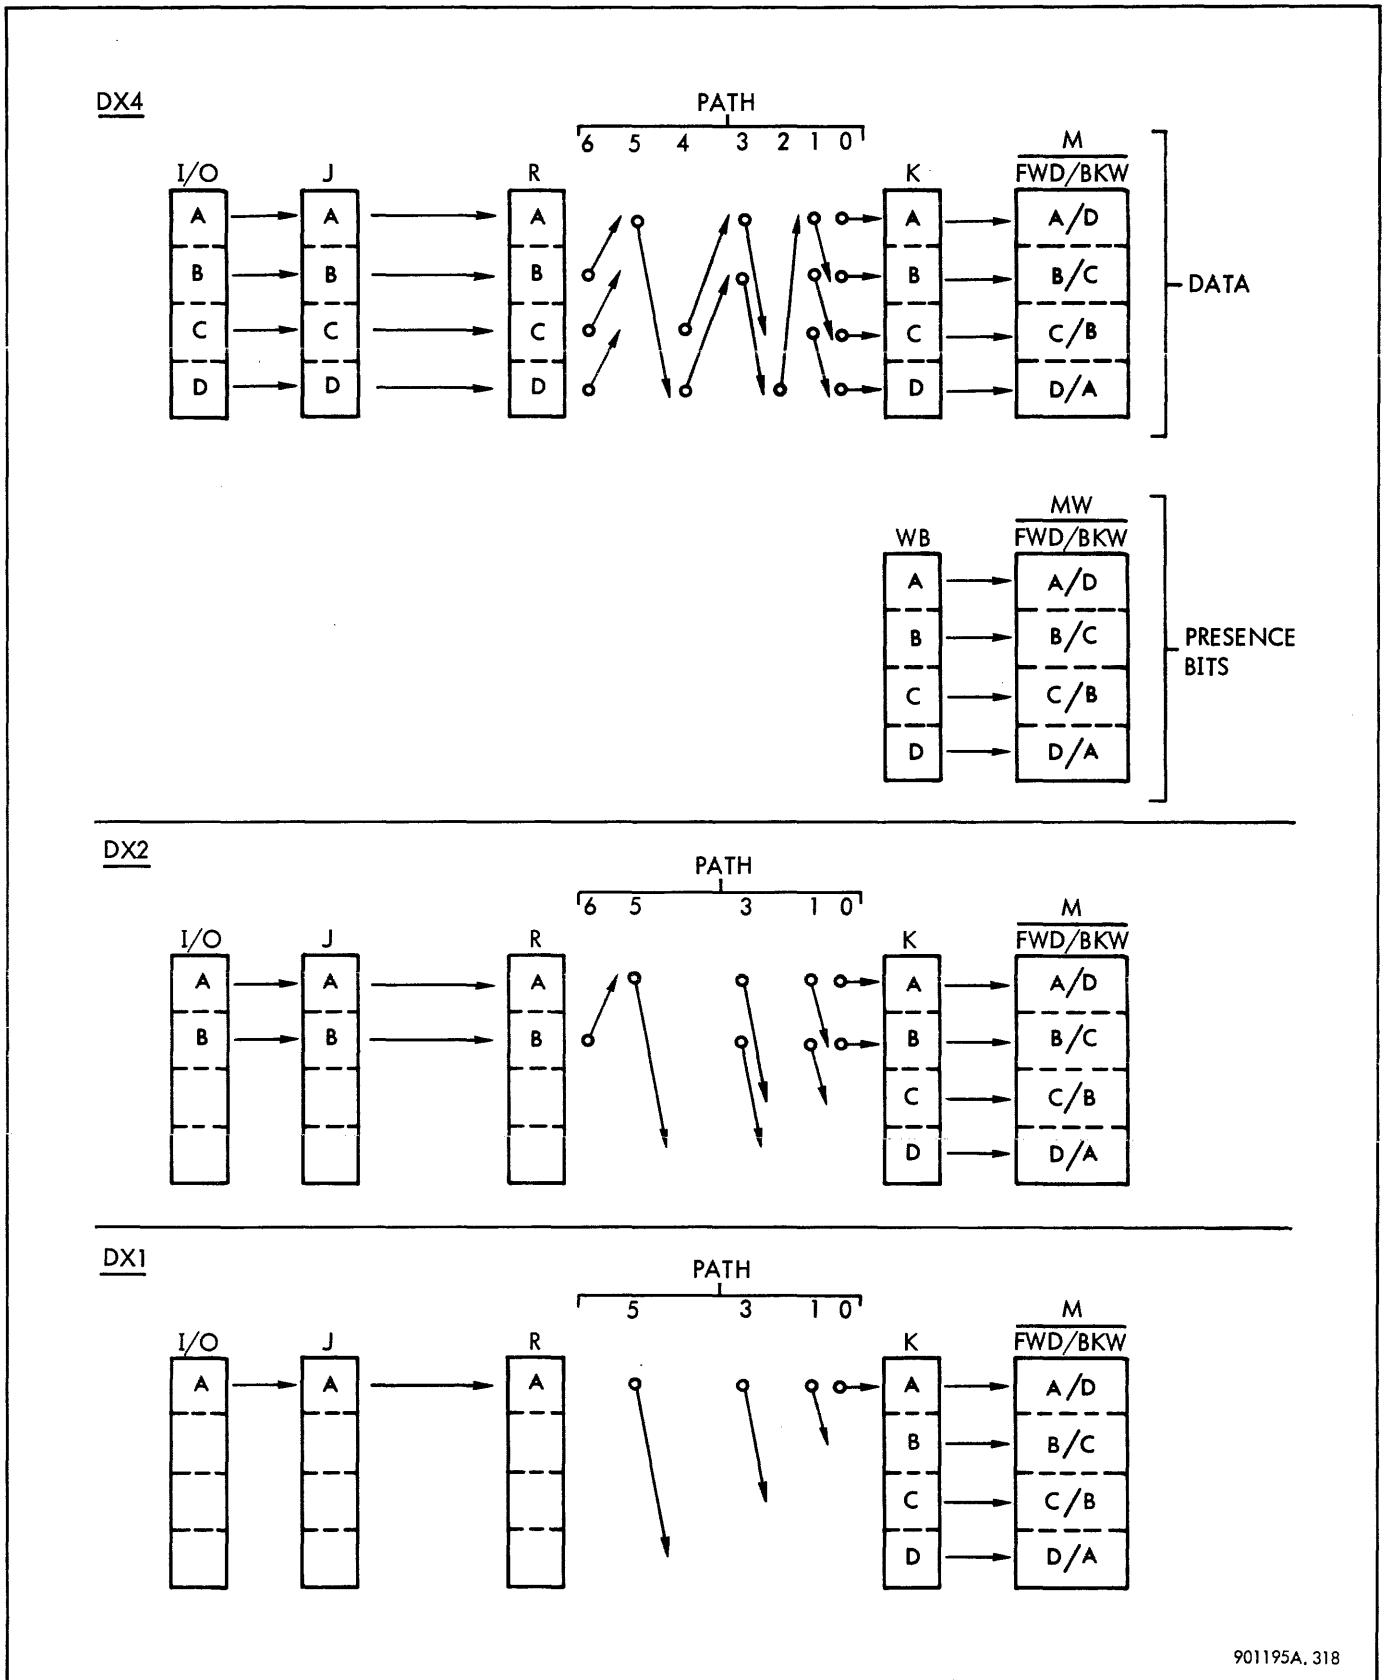 DX4
PATH
6 5 4 3 2 1 0
I/O J R K M
FWD/BKW
A A A A A/D
B B B B B/C
C C C C C/B
D D D D D/A
DATA
WB MW
FWD/BKW
A A/D
B B/C
C C/B
D D/A
PRESENCE
BITS
DX2
PATH
6 5 3 1 0
I/O J R K M
FWD/BKW
A A A A A/D
B B B B B/C
C C/B
D D/A
DX1
PATH
5 3 1 0
I/O J R K M
FWD/BKW
A A A A A/D
B B/C
C C/B
D D/A
901195A. 318